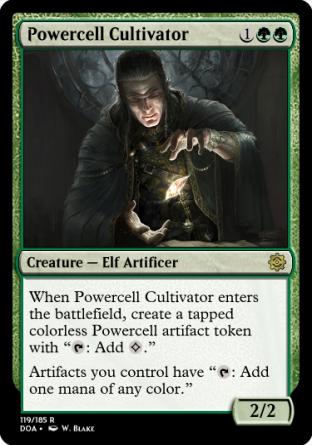 Powercell Cultivator 1
Creature — Elf Artificer
When Powercell Cultivator enters
the battlefield, create a tapped
colorless Powercell artifact token
with “: Add .”
Artifacts you control have “: Add
one mana of any color.”
2/2
119/185 R
DOA • W. Blake